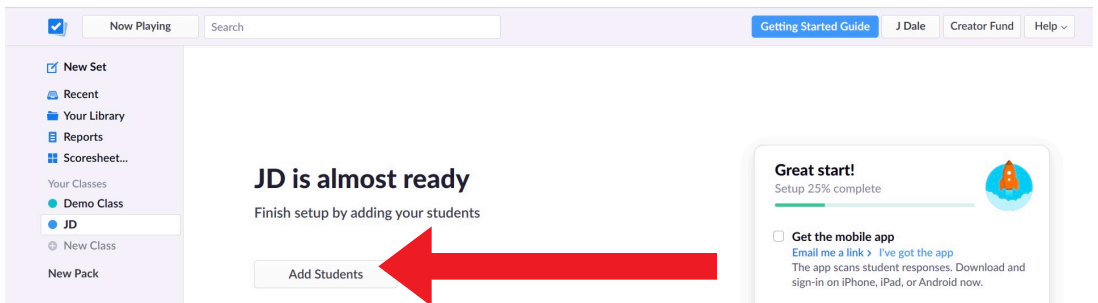 Now Playing
Search
Getting Started Guide
J Dale
Creator Fund
Help
New Set
Recent
Your Library
Reports
Scoresheet...
Your Classes
Demo Class
JD
New Class
New Pack
JD is almost ready
Finish setup by adding your students
Add Students
Great start!
Setup 25% complete
Get the mobile app
Email me a link > I've got the app
The app scans student responses. Download and
sign-in on iPhone, iPad, or Android now.